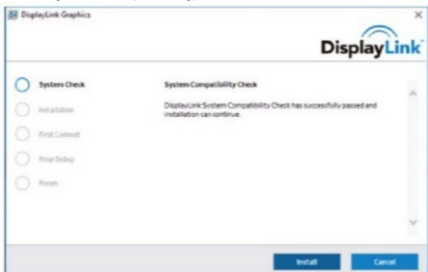 DisplayLink Graphics
DisplayLink
System Check
System Compatibility Check
DisplayLink System Compatibility Check has successfully passed and
installation can continue.
Installation
First Connect
Final Setup
Finish
Install
Cancel